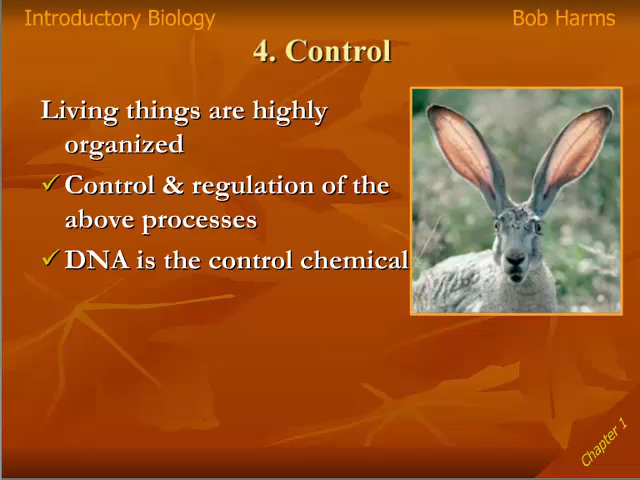 Introductory Biology
Bob Harms
4. Control
Living things are highly
organized
✓ Control & regulation of the
above processes
✓ DNA is the control chemical
Chapter 1